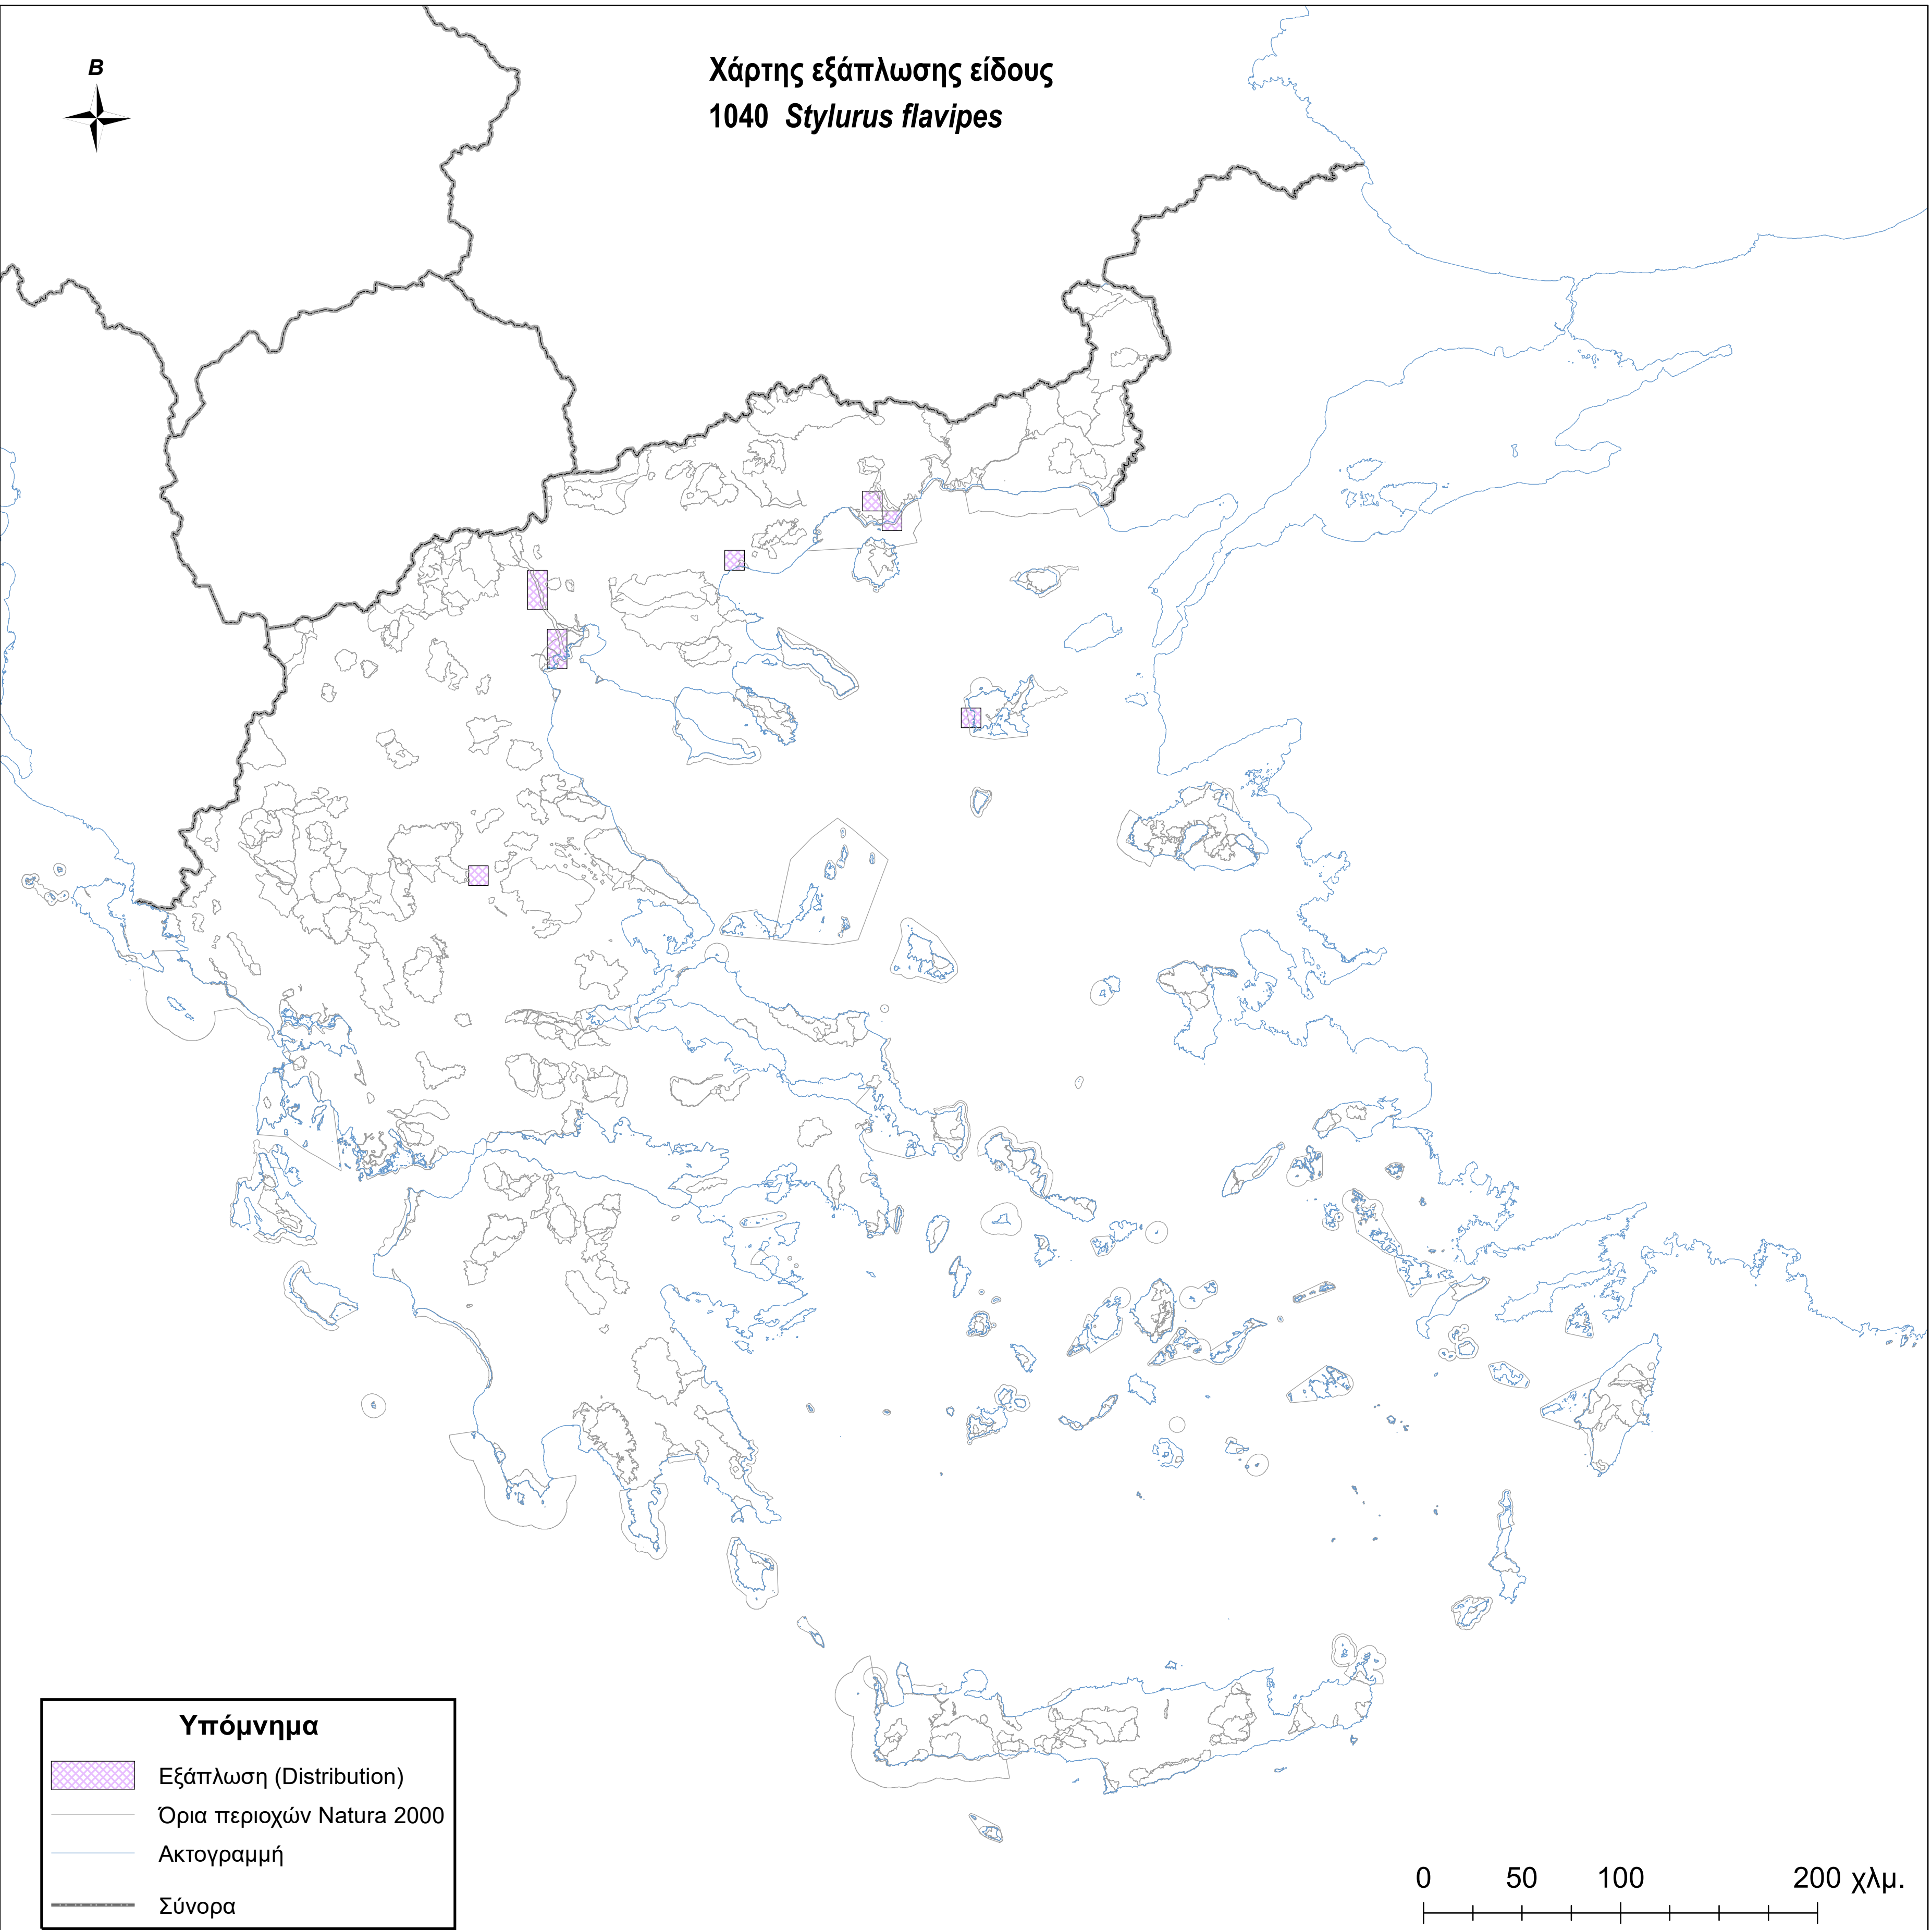 B
Χάρτης εξάπλωσης είδους
1040 Stylurus flavipes
Υπόμνημα
Εξάπλωση (Distribution)
Όρια περιοχών Natura 2000
Ακτογραμμή
Σύνορα
0 50 100 200 χλμ.